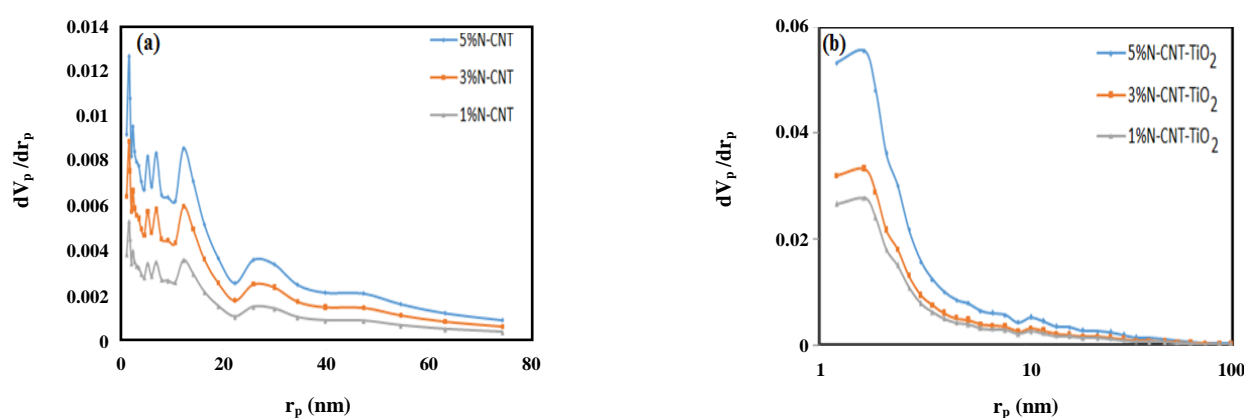 (a)
5%N-CNT
3%N-CNT
1%N-CNT
0.014
0.012
0.01
0.008
0.006
0.004
0.002
0
0 20 40 60 80
dVp /drp
rp (nm)
(b)
5%N-CNT-TiO2
3%N-CNT-TiO2
1%N-CNT-TiO2
0.06
0.04
0.02
0
1 10 100
dVp /drp
rp (nm)